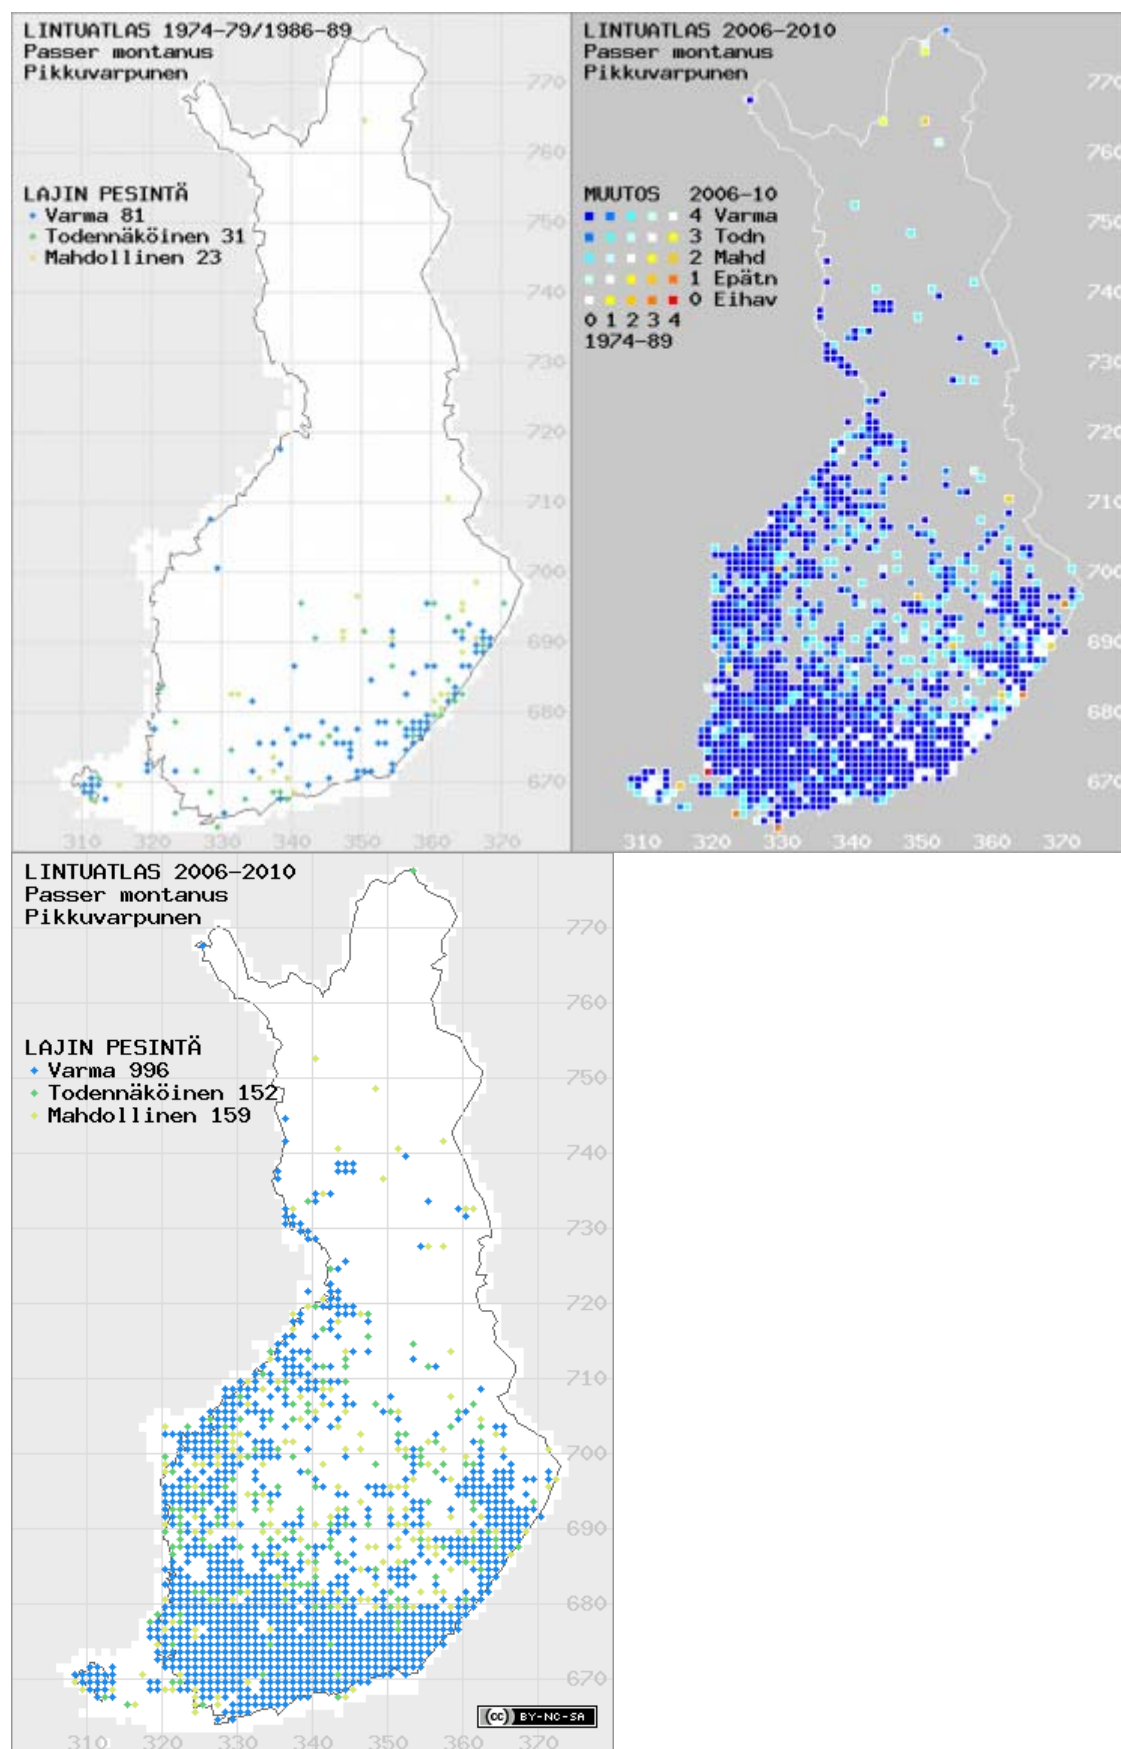 LINTUATLAS 1974-79/1986-89
Passer montanus
Pikkuvarpunen
770
760
LAJIN PESINTÄ
Varma 81
Todennäköinen 31
Mahdollinen 23
750
740
730
720
710
700
690
680
670
310 320 330 340 350 360 370
LINTUATLAS 2006-2010
Passer montanus
Pikkuvarpunen
770
760
MUUTOS 2006-10
4 Varma
3 Todn
2 Mahd
1 Epätn
0 Eihav
0 1 2 3 4
1974-89
750
740
730
720
710
700
690
680
670
310 320 330 340 350 360 370
LINTUATLAS 2006-2010
Passer montanus
Pikkuvarpunen
770
760
LAJIN PESINTÄ
Varma 996
Todennäköinen 152
Mahdollinen 159
750
740
730
720
710
700
690
680
670
(cc) BY-NC-SA
310 320 330 340 350 360 370